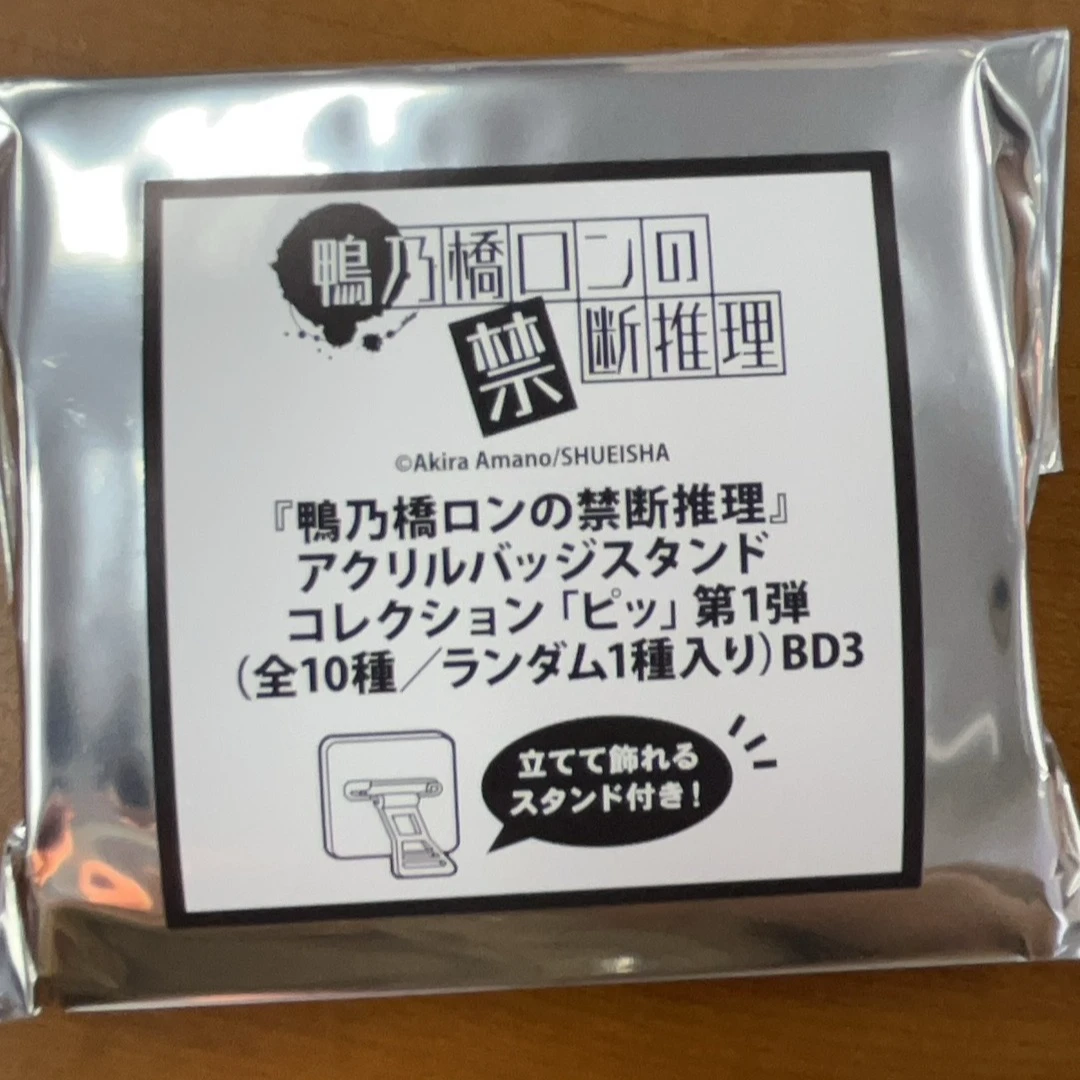 鴨乃橋ロンの
禁断推理
©Akira Amano/SHUEISHA
『鴨乃橋ロンの禁断推理』
アクリルバッジスタンド
コレクション「ピッ」第1弾
(全10種／ランダム1種入り)BD3
立てて飾れる
スタンド付き!